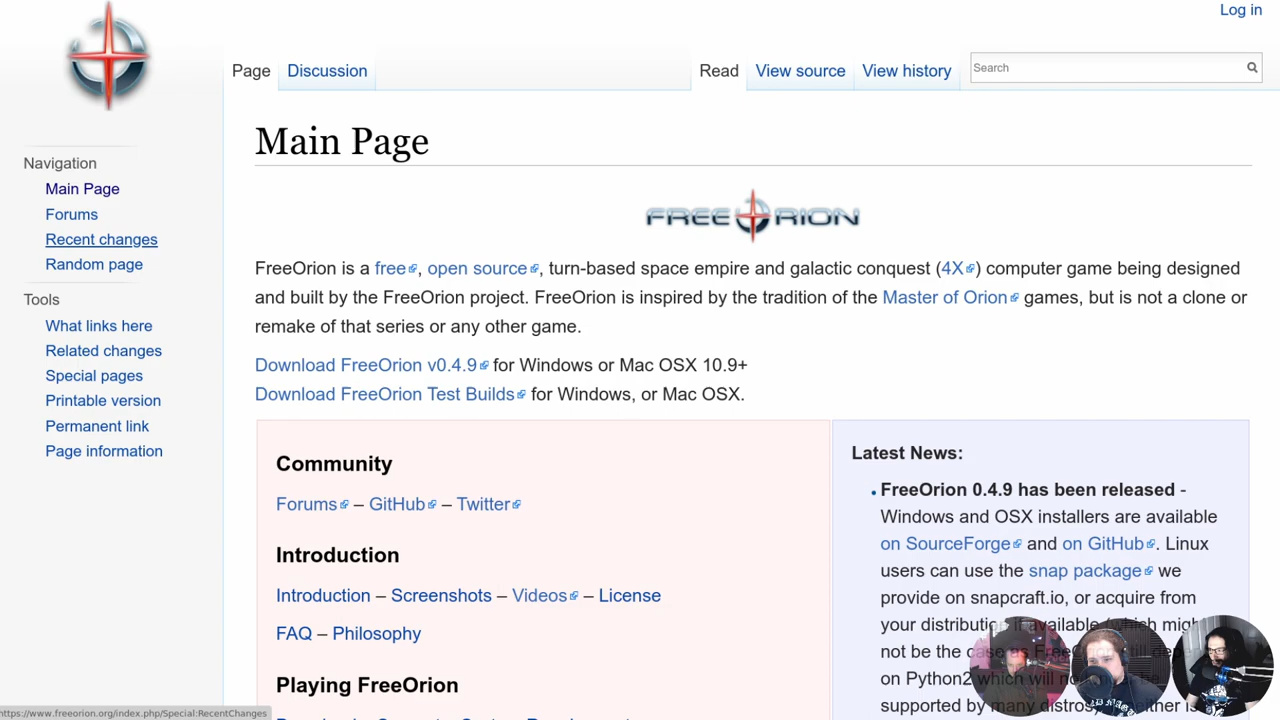 Log in
Page
Discussion
Read
View source
View history
Search
Navigation
Main Page
Forums
Recent changes
Random page
Tools
What links here
Related changes
Special pages
Printable version
Permanent link
Page information
Main Page
FREEORION
FreeOrion is a free, open source, turn-based space empire and galactic conquest (4X) computer game being designed
and built by the FreeOrion project. FreeOrion is inspired by the tradition of the Master of Orion games, but is not a clone or
remake of that series or any other game.
Download FreeOrion v0.4.9 for Windows or Mac OSX 10.9+
Download FreeOrion Test Builds for Windows, or Mac OSX.
Community
Forums – GitHub – Twitter
Introduction
Introduction – Screenshots – Videos – License
FAQ – Philosophy
Playing FreeOrion
Latest News:
• FreeOrion 0.4.9 has been released -
Windows and OSX installers are available
on SourceForge and on GitHub. Linux
users can use the snap package we
provide on snapcraft.io, or acquire from
your distribution if available (which
not be the case as
on Python2 which will
supported by many
https://www.freeorion.org/index.php/Special:RecentChanges